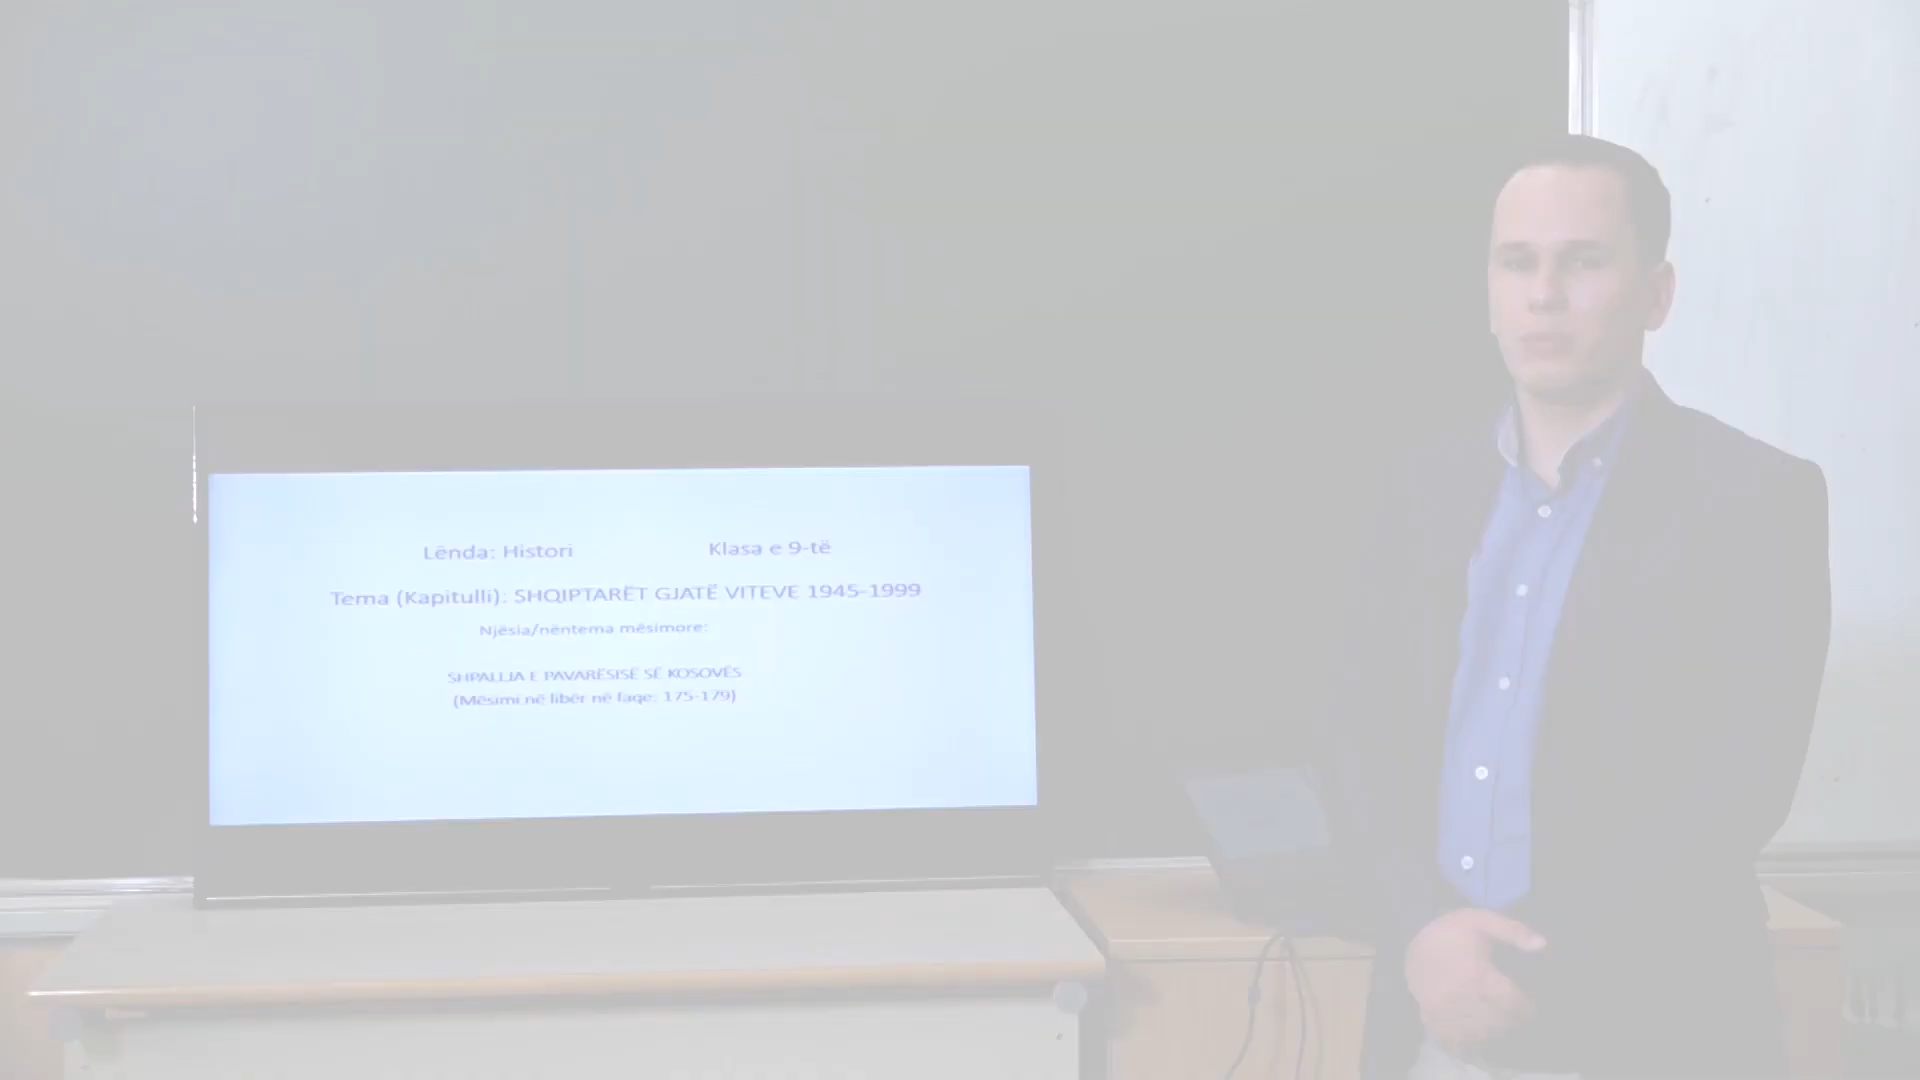 Lënda: Histori Klasa e 9-të
Tema (Kapitulli): SHQIPTARËT GJATË VITEVE 1945-1999
Njësia/nëntema mësimore:
SHPALLJA E PAVARËSISË SË KOSOVËS
(Mësimi në libër në faqe: 175-179)